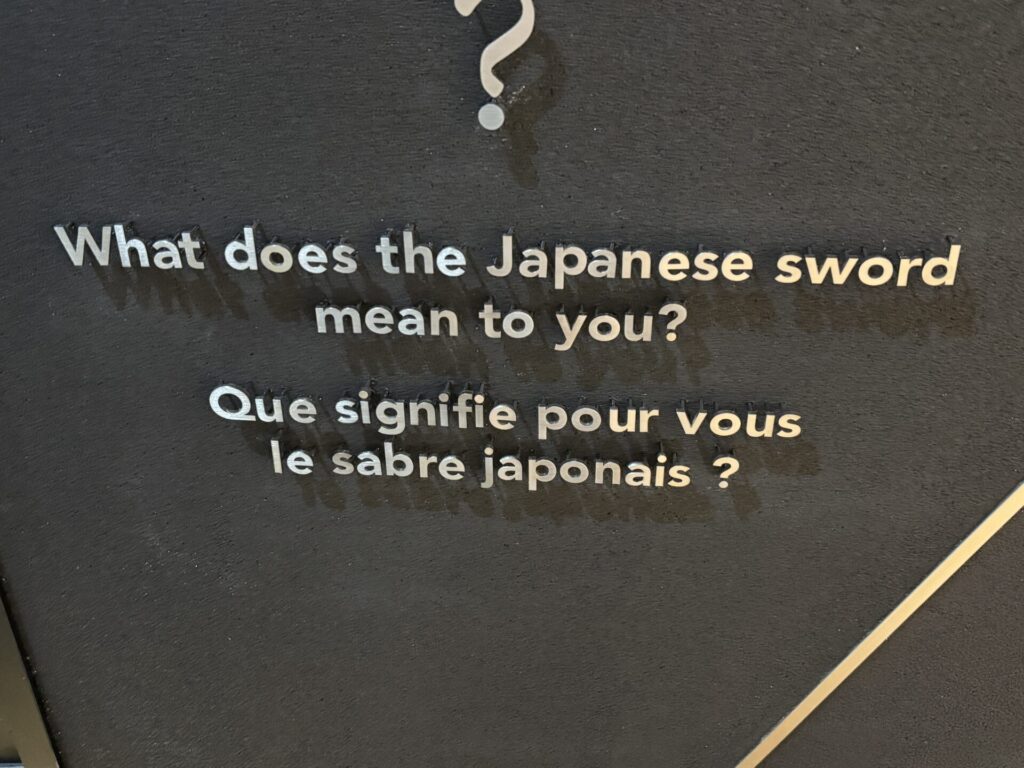 ?
What does the Japanese sword
mean to you?
Que signifie pour vous
le sabre japonais ?